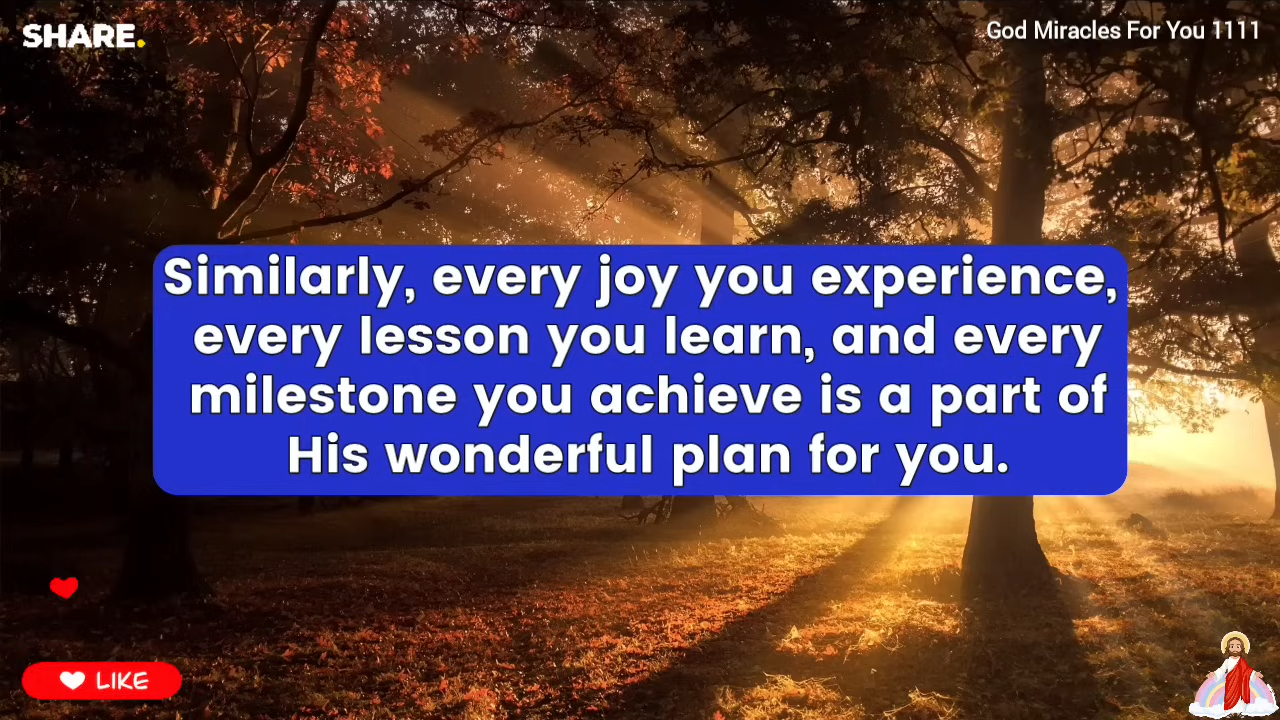 SHARE.
God Miracles For You 1111
Similarly, every joy you experience,
every lesson you learn, and every
milestone you achieve is a part of
His wonderful plan for you.
LIKE